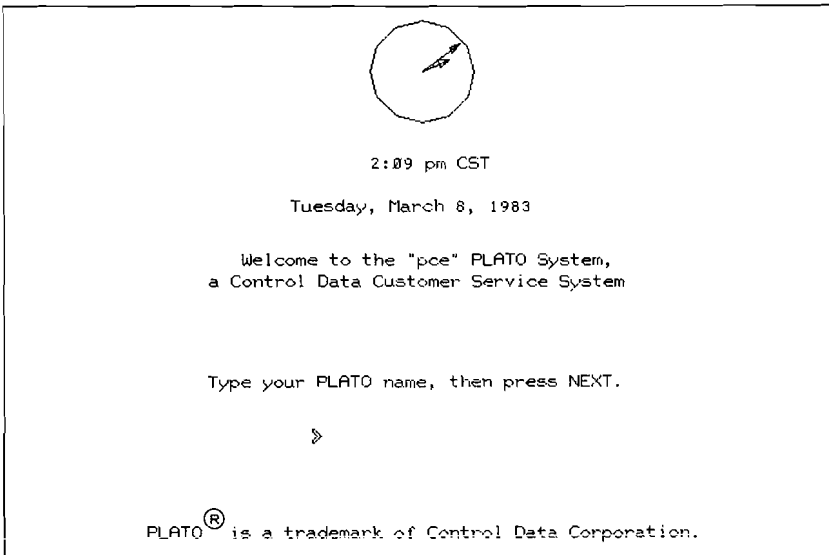 2:09 pm CST
Tuesday, March 8, 1983
Welcome to the "pce" PLATO System,
a Control Data Customer Service System
Type your PLATO name, then press NEXT.
PLATO® is a trademark of Control Data Corporation.